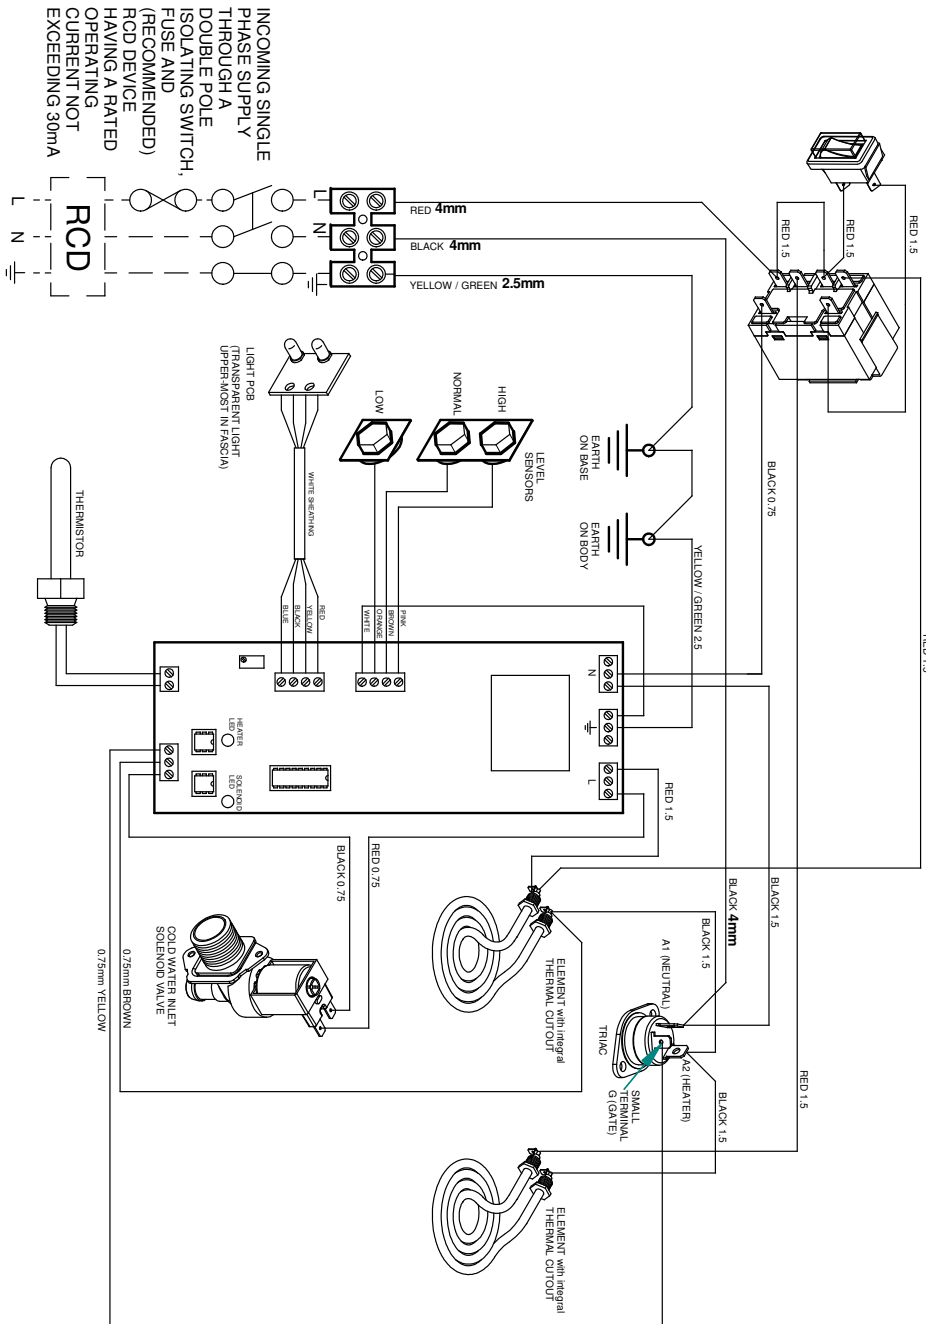 INCOMING SINGLE
PHASE SUPPLY
THROUGH A
DOUBLE POLE
ISOLATING SWITCH,
FUSE AND
(RECOMMENDED)
RCD DEVICE
HAVING A RATED
OPERATING
CURRENT NOT
EXCEEDING 30mA
L
N
RCD
L
N
RED 4mm
BLACK 4mm
YELLOW / GREEN 2.5mm
RED 1.5
RED 1.5
RED 1.5
LIGHT PCB
(TRANSPARENT LIGHT
UPPER-MOST IN FASCIA)
LOW
NORMAL
HIGH
LEVEL
SENSORS
EARTH
ON BASE
EARTH
ON BODY
BLACK 0.75
YELLOW / GREEN 2.5
RED 1.5
WHITE SHEATHING
THERMISTOR
BLUE
BLACK
YELLOW
RED
WHITE
ORANGE
BROWN
PINK
N
L
HEATER
LED
SOLENOID
LED
RED 1.5
RED 0.75
BLACK 0.75
COLD WATER INLET
SOLENOID VALVE
0.75mm BROWN
0.75mm YELLOW
ELEMENT with integral
THERMAL CUTOUT
BLACK 4mm
BLACK 1.5
BLACK 1.5
A1 (NEUTRAL)
TRIAC
A2 (HEATER)
SMALL
TERMINAL
G (GATE)
BLACK 1.5
RED 1.5
ELEMENT with integral
THERMAL CUTOUT